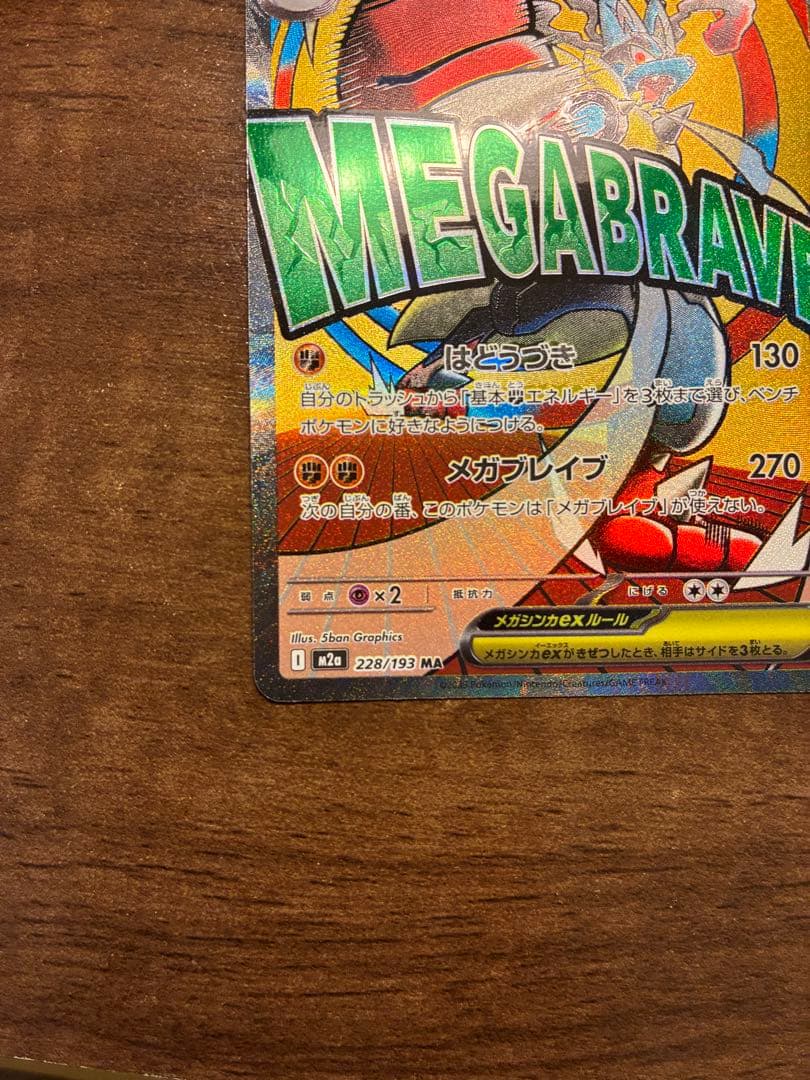 MEGABRAVE
はどうづき 130
自分のトラッシュから「基本エネルギー」を3枚まで選び、ベンチ
ポケモンに好きなようにつける。
メガブレイブ 270
次の自分の番、このポケモンは「メガブレイブ」が使えない。
弱点 ×2 抵抗力 にげる
メガシンカexルール
メガシンカexがきぜつしたとき、相手はサイドを3枚とる。
Illus. 5ban Graphics
I M2a 228/193 MA
©2025 Pokémon/Nintendo/Creatures/GAME FREAK